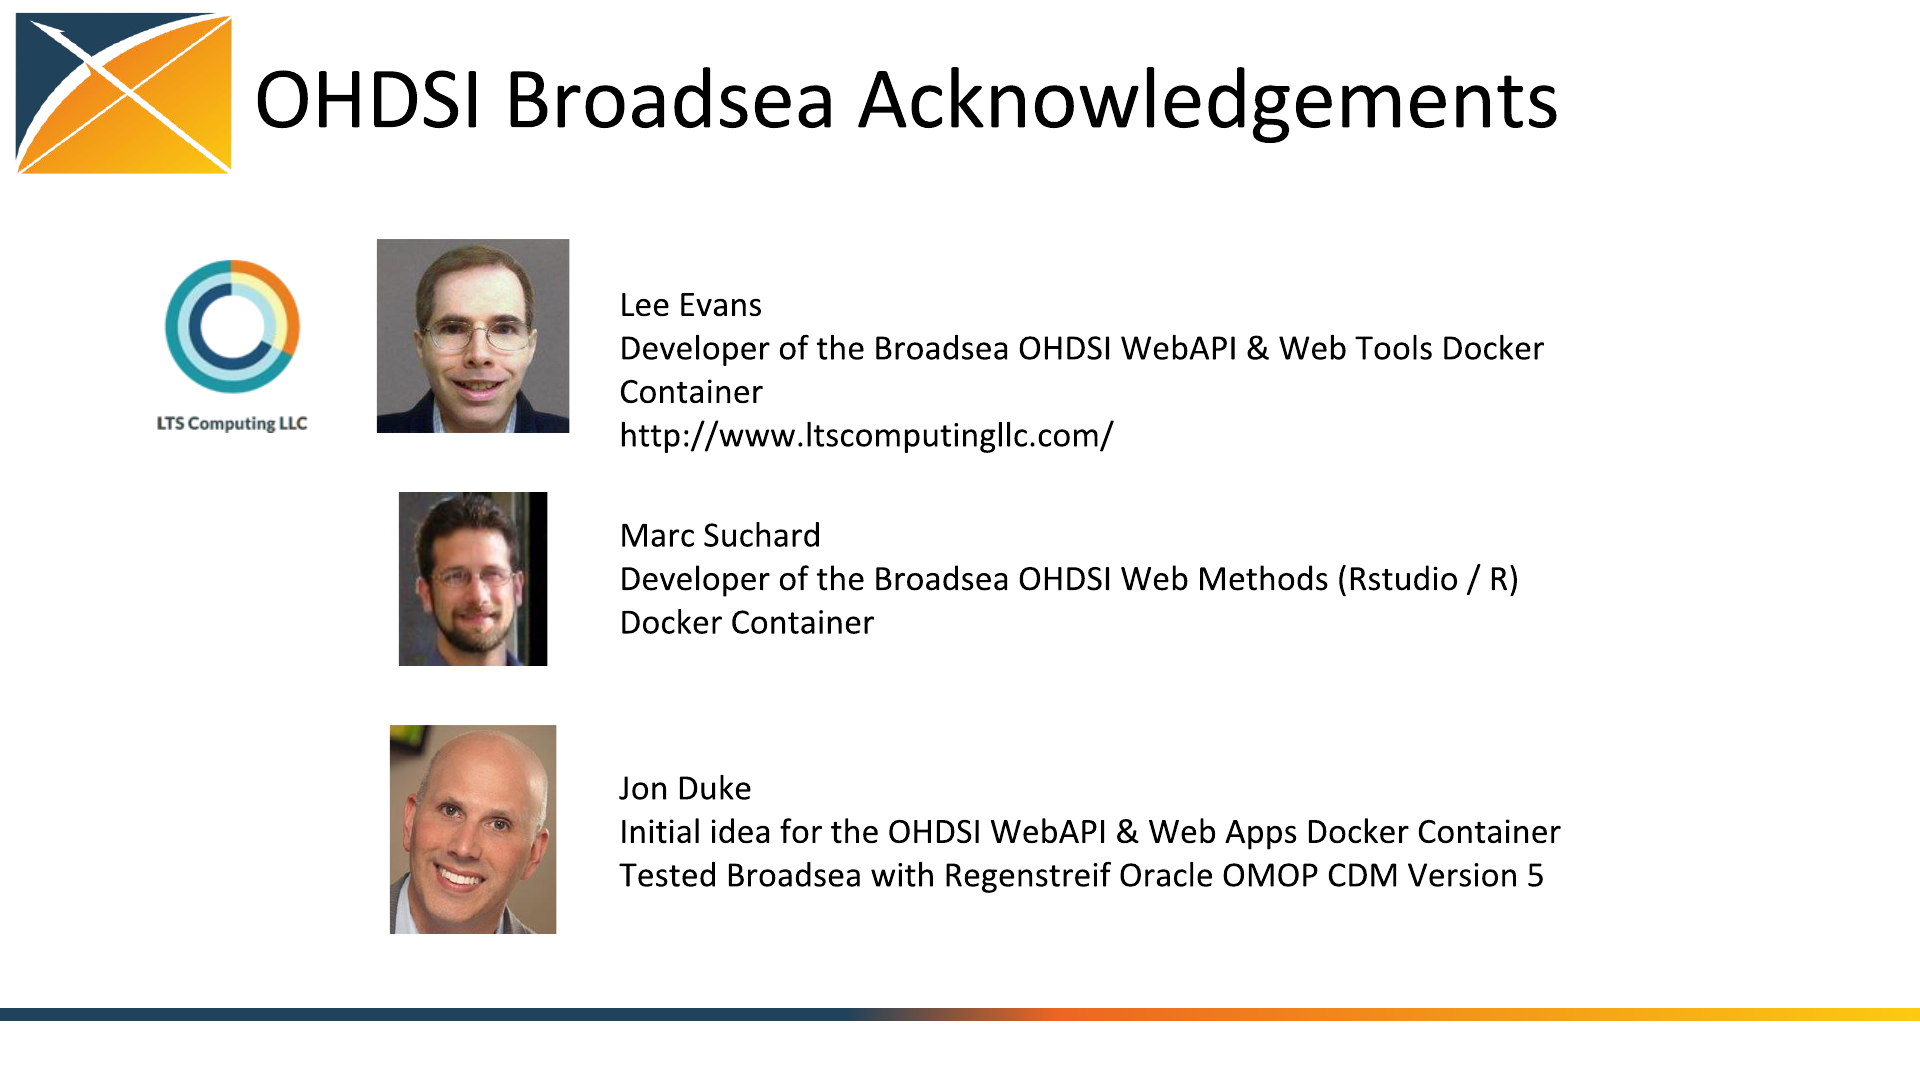 OHDSI Broadsea Acknowledgements
LTS Computing LLC
Lee Evans
Developer of the Broadsea OHDSI WebAPI & Web Tools Docker
Container
http://www.ltscomputingllc.com/
Marc Suchard
Developer of the Broadsea OHDSI Web Methods (Rstudio / R)
Docker Container
Jon Duke
Initial idea for the OHDSI WebAPI & Web Apps Docker Container
Tested Broadsea with Regenstreif Oracle OMOP CDM Version 5